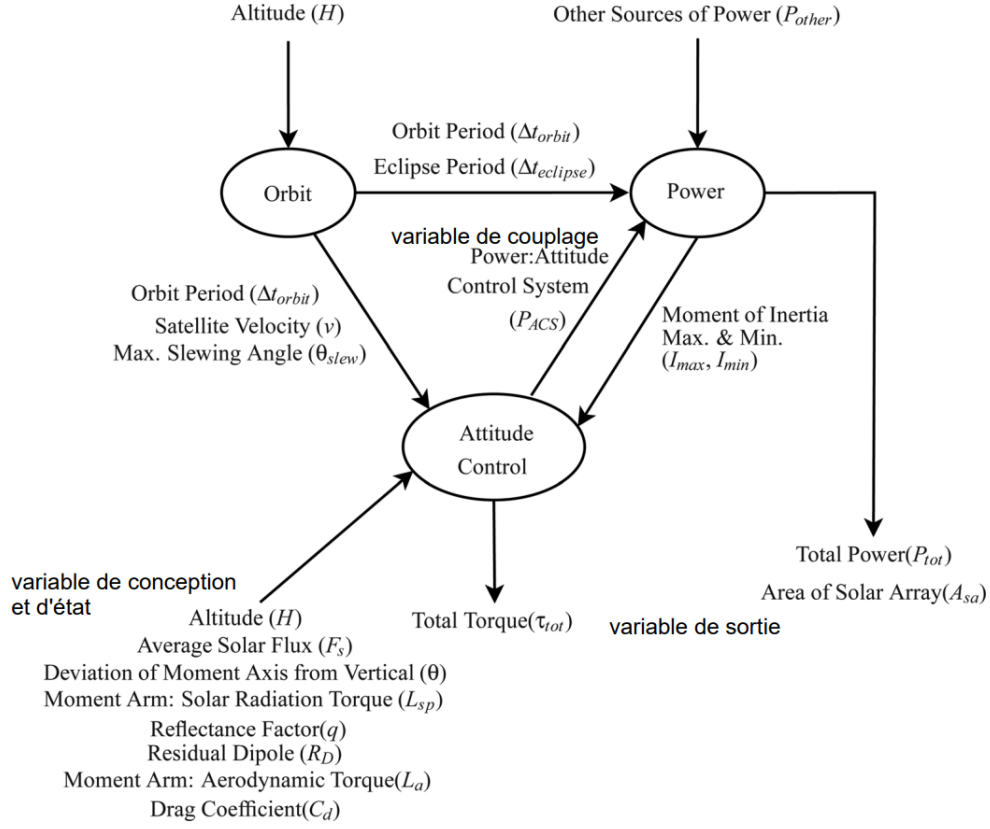 Altitude (H)
Other Sources of Power (P_other)
Orbit Period (Δt_orbit)
Eclipse Period (Δt_eclipse)
Orbit
Power
variable de couplage
Power:Attitude
Control System
(P_ACS)
Orbit Period (Δt_orbit)
Satellite Velocity (ν)
Max. Slewing Angle (θ_slew)
Moment of Inertia
Max. & Min.
(I_max, I_min)
Attitude
Control
variable de conception
et d'état
Altitude (H)
Average Solar Flux (F_s)
Deviation of Moment Axis from Vertical (θ)
Moment Arm: Solar Radiation Torque (L_sp)
Reflectance Factor(q)
Residual Dipole (R_D)
Moment Arm: Aerodynamic Torque(L_a)
Drag Coefficient(C_d)
Total Torque(τ_tot)
variable de sortie
Total Power(P_tot)
Area of Solar Array(A_sa)